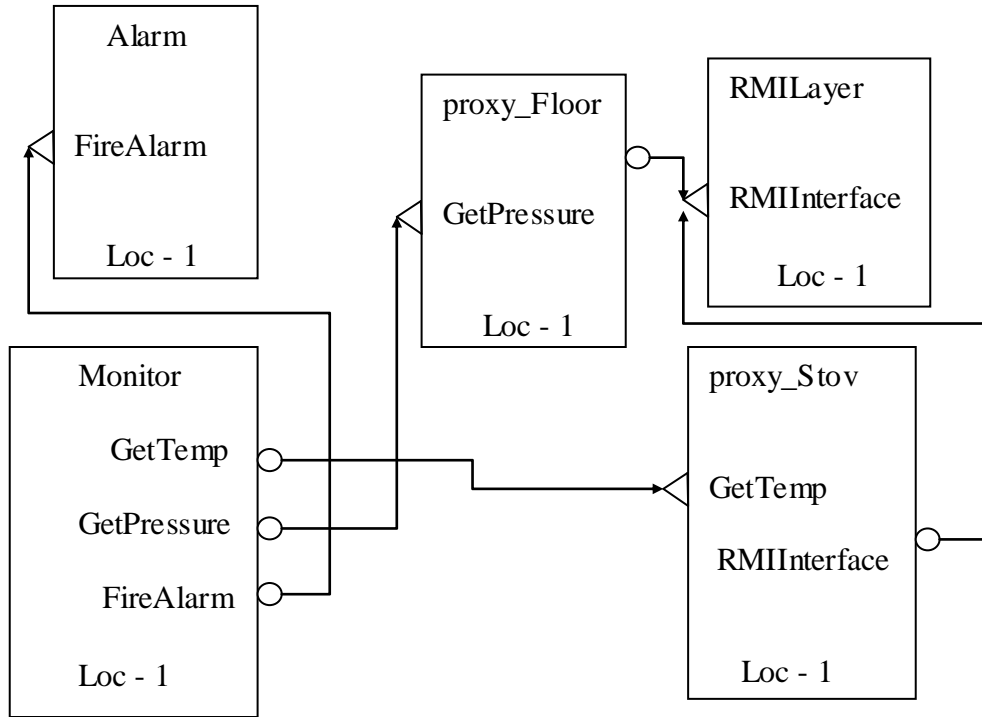 Alarm
FireAlarm
Loc - 1
proxy_Floor
GetPressure
Loc - 1
RMILayer
RMIInterface
Loc - 1
Monitor
GetTemp
GetPressure
FireAlarm
Loc - 1
proxy_Stov
GetTemp
RMIInterface
Loc - 1